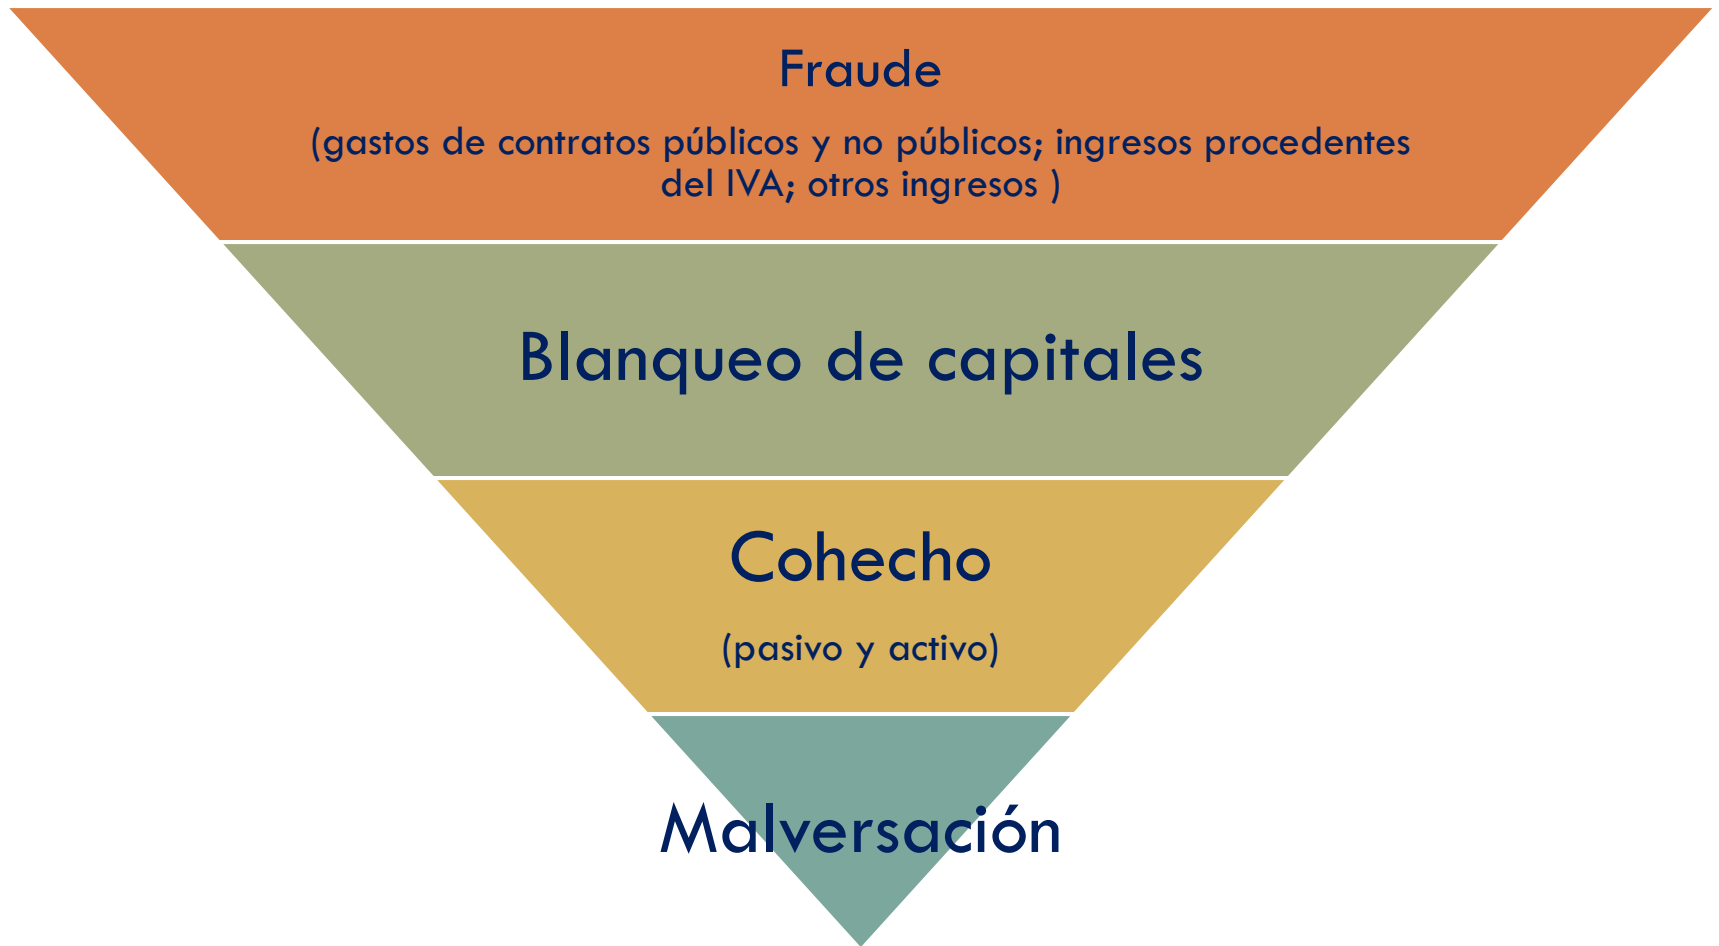 Fraude
(gastos de contratos públicos y no públicos; ingresos procedentes
del IVA; otros ingresos )
Blanqueo de capitales
Cohecho
(pasivo y activo)
Malversación